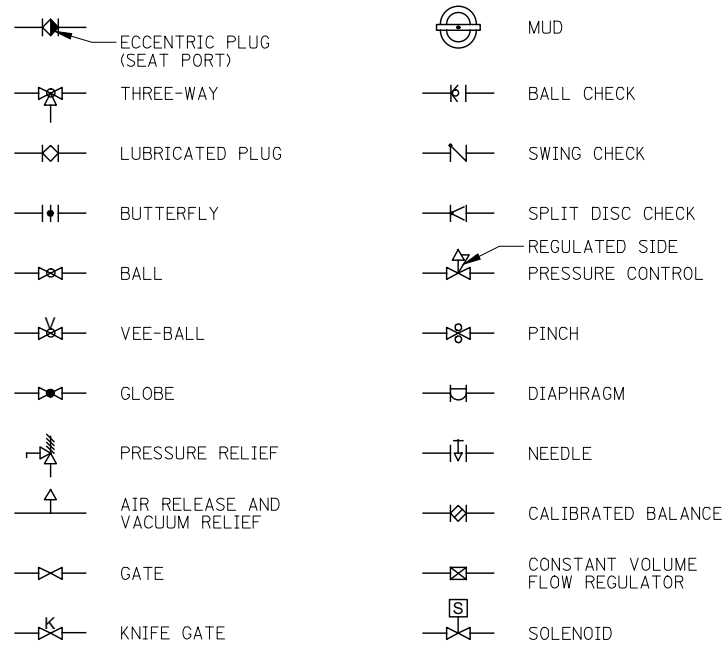 ECCENTRIC PLUG
(SEAT PORT)
THREE-WAY
LUBRICATED PLUG
BUTTERFLY
BALL
V
VEE-BALL
GLOBE
PRESSURE RELIEF
AIR RELEASE AND
VACUUM RELIEF
GATE
K
KNIFE GATE
MUD
BALL CHECK
SWING CHECK
SPLIT DISC CHECK
REGULATED SIDE
PRESSURE CONTROL
PINCH
DIAPHRAGM
NEEDLE
CALIBRATED BALANCE
CONSTANT VOLUME
FLOW REGULATOR
S
SOLENOID